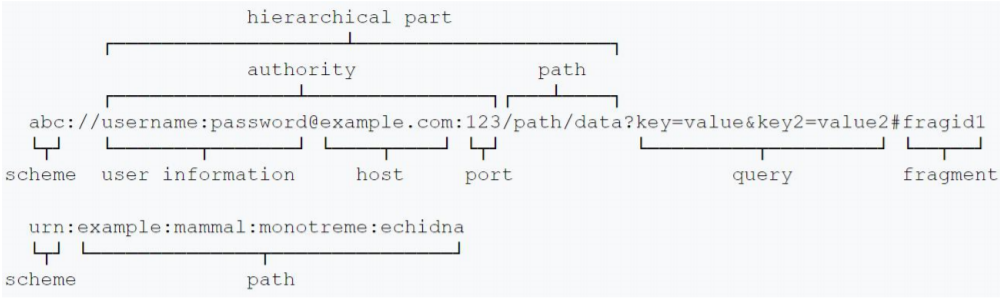 hierarchical part
authority path
abc://username:password@example.com:123/path/data?key=value&key2=value2#fragid1
scheme user information host port query fragment
urn:example:mammal:monotreme:echidna
scheme path